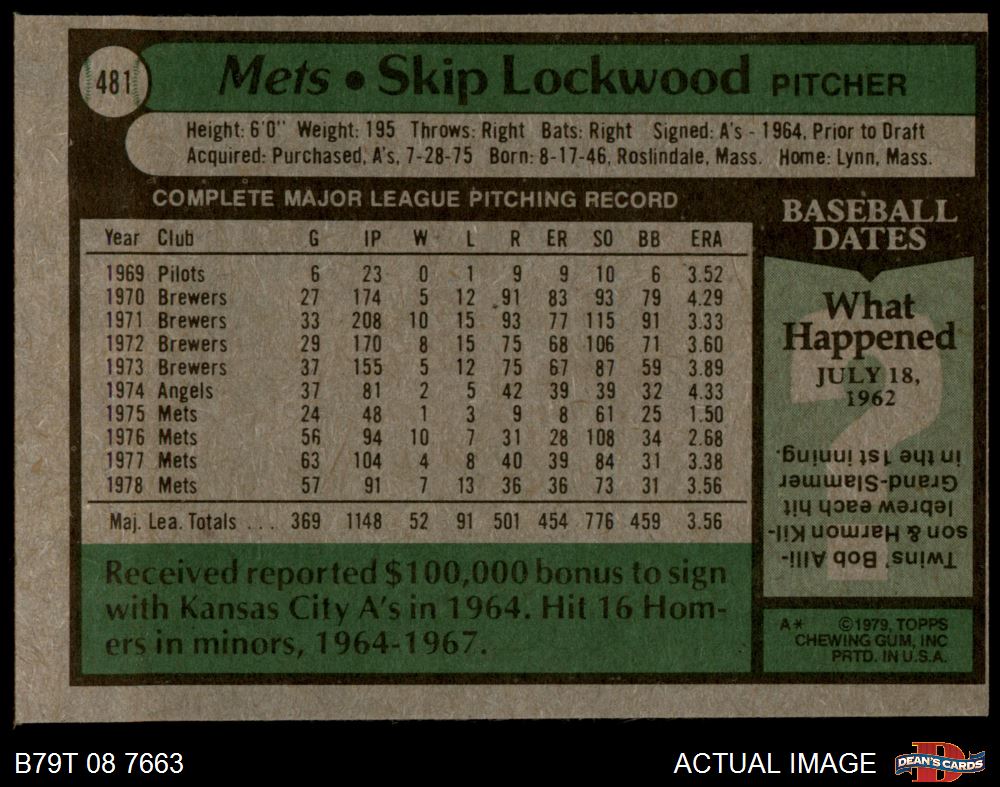 481 Mets • Skip Lockwood PITCHER
Height: 6'0" Weight: 195 Throws: Right Bats: Right Signed: A's - 1964, Prior to Draft
Acquired: Purchased, A's, 7-28-75 Born: 8-17-46, Roslindale, Mass. Home: Lynn, Mass.
COMPLETE MAJOR LEAGUE PITCHING RECORD
Year Club G IP W L R ER SO BB ERA
1969 Pilots 6 23 0 1 9 9 10 6 3.52
1970 Brewers 27 174 5 12 91 83 93 79 4.29
1971 Brewers 33 208 10 15 93 77 115 91 3.33
1972 Brewers 29 170 8 15 75 68 106 71 3.60
1973 Brewers 37 155 5 12 75 67 87 59 3.89
1974 Angels 37 81 2 5 42 39 39 32 4.33
1975 Mets 24 48 1 3 9 8 61 25 1.50
1976 Mets 56 94 10 7 31 28 108 34 2.68
1977 Mets 63 104 4 8 40 39 84 31 3.38
1978 Mets 57 91 7 13 36 36 73 31 3.56
Maj. Lea. Totals ... 369 1148 52 91 501 454 776 459 3.56
Received reported $100,000 bonus to sign
with Kansas City A's in 1964. Hit 16 Hom-
ers in minors, 1964-1967.
BASEBALL
DATES
What
Happened
JULY 18,
1962
?
Twins' Bob Alli-
son & Harmon Kil-
lebrew each hit
Grand-Slammer
in the 1st inning.
A* ©1979, TOPPS
CHEWING GUM, INC
PRTD. IN U.S.A.
B79T 08 7663
ACTUAL IMAGE
D
DEAN'S CARDS